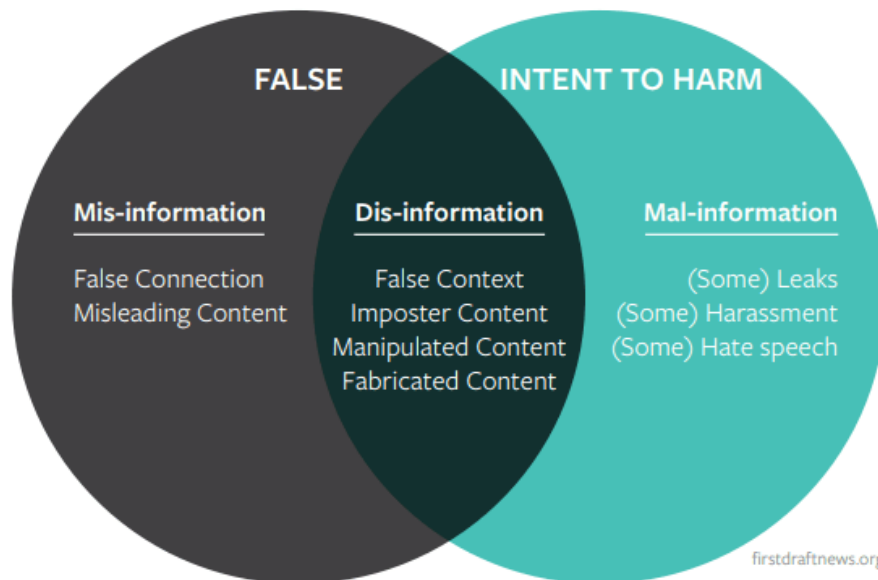 FALSE
INTENT TO HARM
Mis-information
False Connection
Misleading Content
Dis-information
False Context
Imposter Content
Manipulated Content
Fabricated Content
Mal-information
(Some) Leaks
(Some) Harassment
(Some) Hate speech
firstdraftnews.org